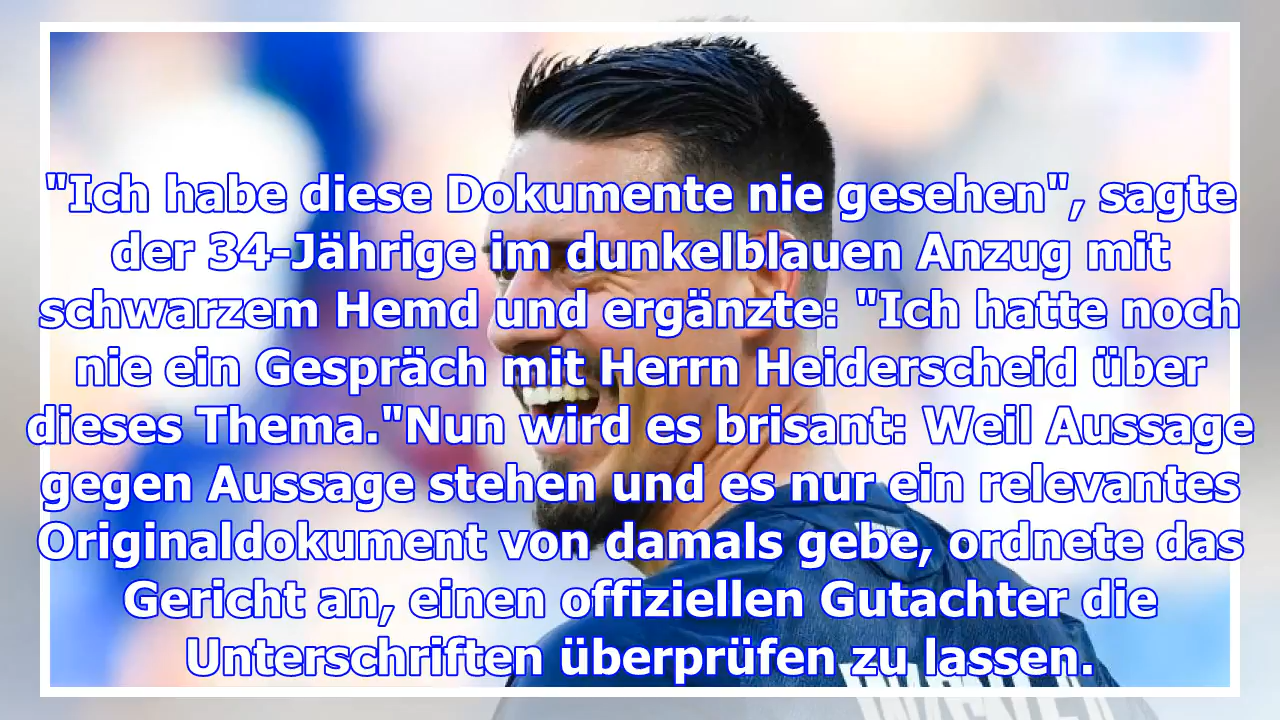 "Ich habe diese Dokumente nie gesehen", sagte
der 34-Jährige im dunkelblauen Anzug mit
schwarzem Hemd und ergänzte: "Ich hatte noch
nie ein Gespräch mit Herrn Heiderscheid über
dieses Thema."Nun wird es brisant: Weil Aussage
gegen Aussage stehen und es nur ein relevantes
Originaldokument von damals gebe, ordnete das
Gericht an, einen offiziellen Gutachter die
Unterschriften überprüfen zu lassen.